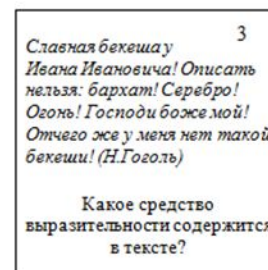 3
Славная бекеша у
Ивана Ивановича! Описать
нельзя: бархат! Серебро!
Огонь! Господи боже мой!
Отчего же у меня нет такой
бекеши! (Н.Гоголь)
Какое средство
выразительности содержится
в тексте?